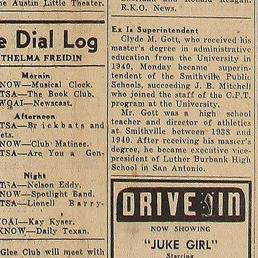 ne Austin Little Theater.
e Dial Log
THELMA FREIDIN
Mornin
NOW—Musical Clock.
TSA—The Book Club.
WQAI—Newscast.
Afternoon
TSA—Brickbats and
ets.
NOW—Club Matinee.
TSA—Are You a Gen-
Night
TSA—Nelson Eddy.
NOW—Spotlight Band.
TSA—Lionell Barry-
OAI—Kay Kyser.
KNOW—Daily Texan.
Glee Club will meet with
R.K.O. News.
Ex Is Superintendent
Clyde M. Gott, who received his
master's degree in administrative
education from the University in
1940, Monday became superin-
tendent of the Smithville Public
Schools, succeeding J. B. Mitchell
who joined the staff of the C.P.T.
program at the University.
Mr. Gott was a high school
teacher and director of athletics
at Smithville between 1933 and
1940. After receiving his master's
degree, he became executive vice-
president of Luther Burbank High
School in San Antonio.
DRIVE IN
NOW SHOWING
"JUKE GIRL"
Starring